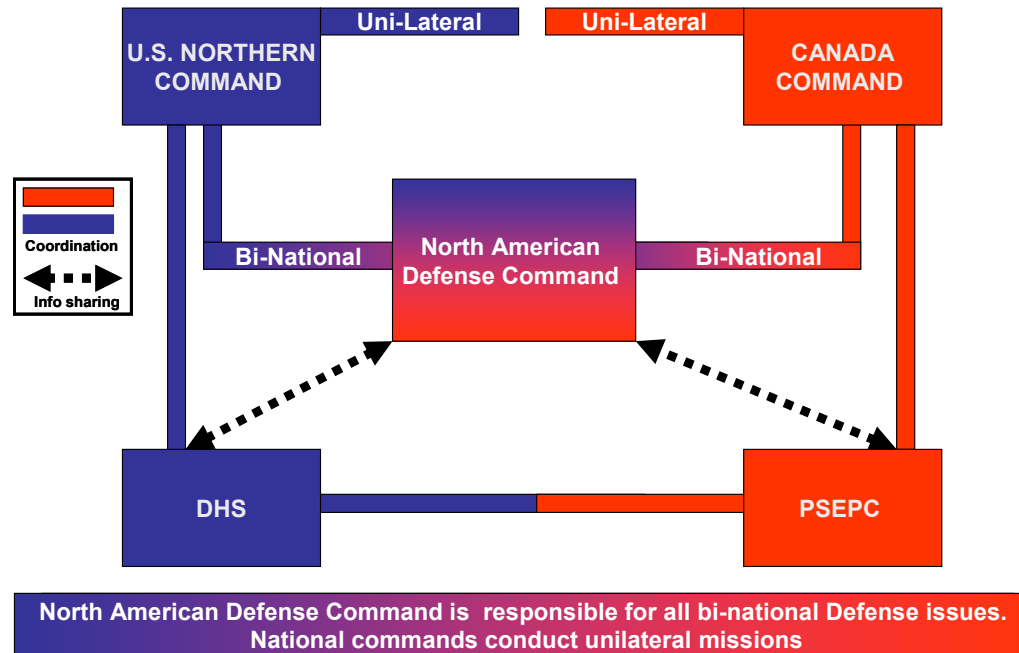 Uni-Lateral
Uni-Lateral
U.S. NORTHERN
COMMAND
CANADA
COMMAND
Coordination
Info sharing
North American
Defense Command
Bi-National
Bi-National
DHS
PSEPC
North American Defense Command is responsible for all bi-national Defense issues.
National commands conduct unilateral missions